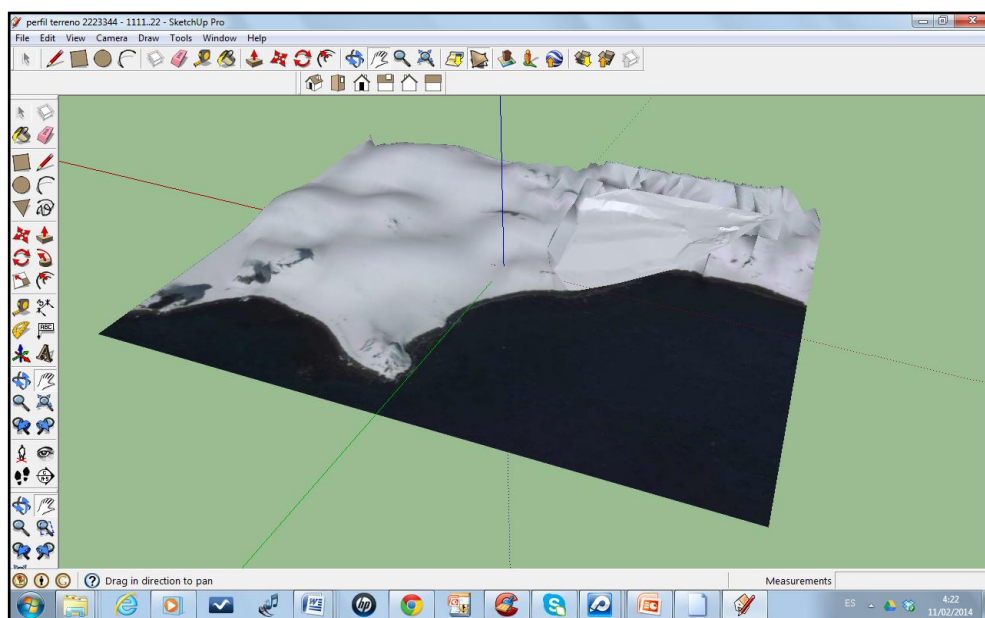 perfil terreno 2223344 - 1111..22 - SketchUp Pro
File Edit View Camera Draw Tools Window Help
ABC
Drag in direction to pan
Measurements
ES
4:22
11/02/2014